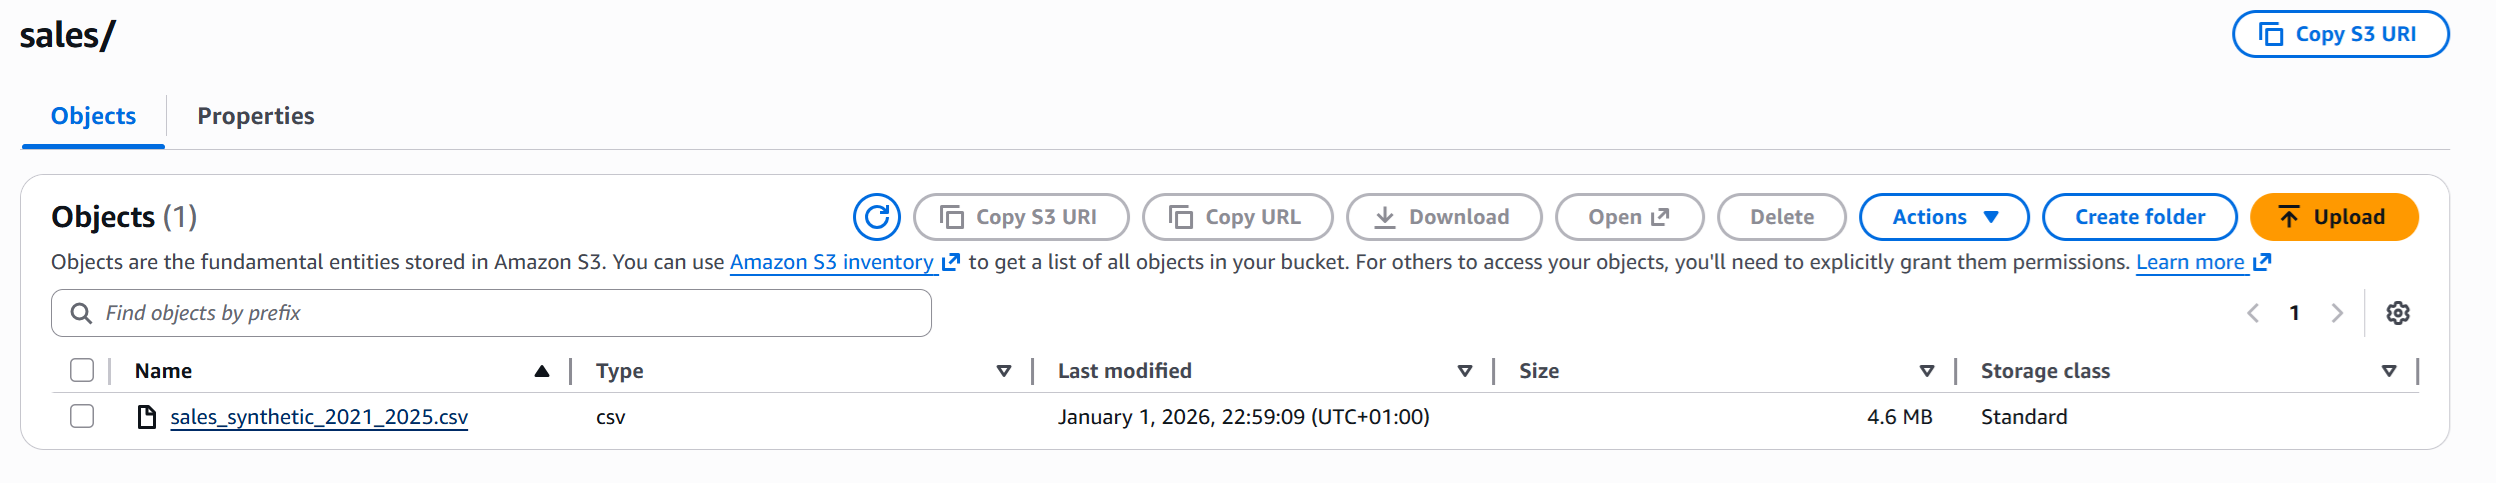 sales/
Copy S3 URI
Objects
Properties
Objects (1)
Copy S3 URI
Copy URL
Download
Open
Delete
Actions
Create folder
Upload
Objects are the fundamental entities stored in Amazon S3. You can use Amazon S3 inventory to get a list of all objects in your bucket. For others to access your objects, you'll need to explicitly grant them permissions. Learn more
Find objects by prefix
1
Name Type Last modified Size Storage class
sales_synthetic_2021_2025.csv csv January 1, 2026, 22:59:09 (UTC+01:00) 4.6 MB Standard